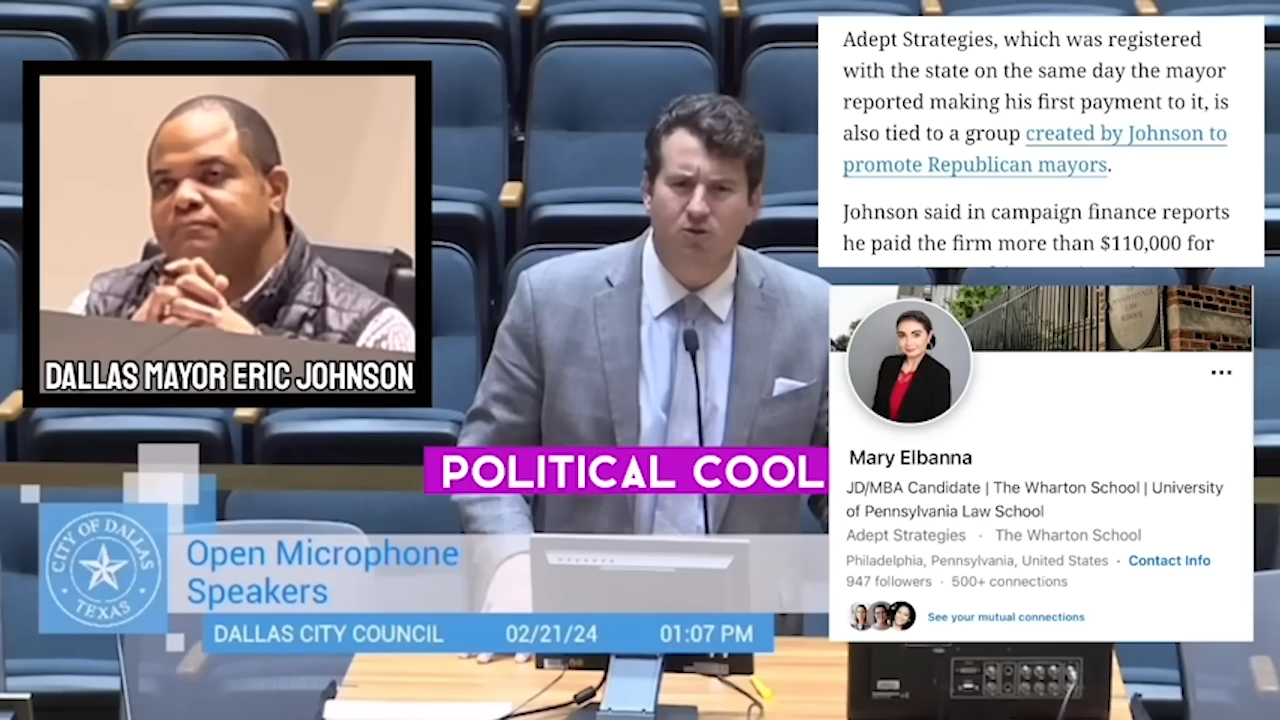 Adept Strategies, which was registered
with the state on the same day the mayor
reported making his first payment to it, is
also tied to a group created by Johnson to
promote Republican mayors.
Johnson said in campaign finance reports
he paid the firm more than $110,000 for
DALLAS MAYOR ERIC JOHNSON
POLITICAL COOL
Mary Elbanna
JD/MBA Candidate | The Wharton School | University
of Pennsylvania Law School
Adept Strategies · The Wharton School
Philadelphia, Pennsylvania, United States · Contact Info
947 followers · 500+ connections
See your mutual connections
CITY OF DALLAS
TEXAS
Open Microphone
Speakers
DALLAS CITY COUNCIL 02/21/24 01:07 PM